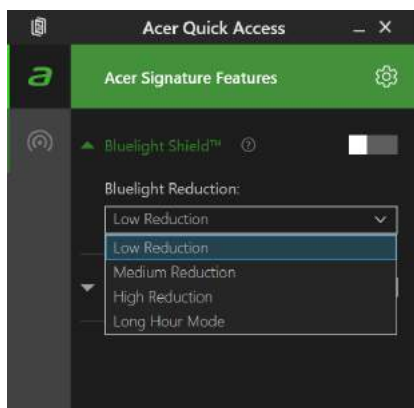 Acer Quick Access
a
Acer Signature Features
Bluelight Shield™ ?
Bluelight Reduction:
Low Reduction
Low Reduction
Medium Reduction
High Reduction
Long Hour Mode